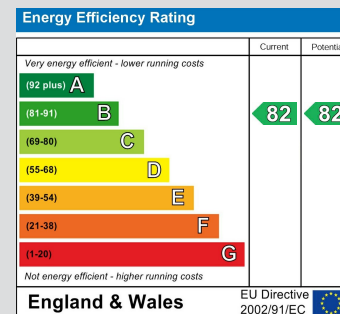 Energy Efficiency Rating
Current Potentia
Very energy efficient - lower running costs
(92 plus) A
(81-91) B 82 82
(69-80) C
(55-68) D
(39-54) E
(21-38) F
(1-20) G
Not energy efficient - higher running costs
England & Wales
EU Directive
2002/91/EC